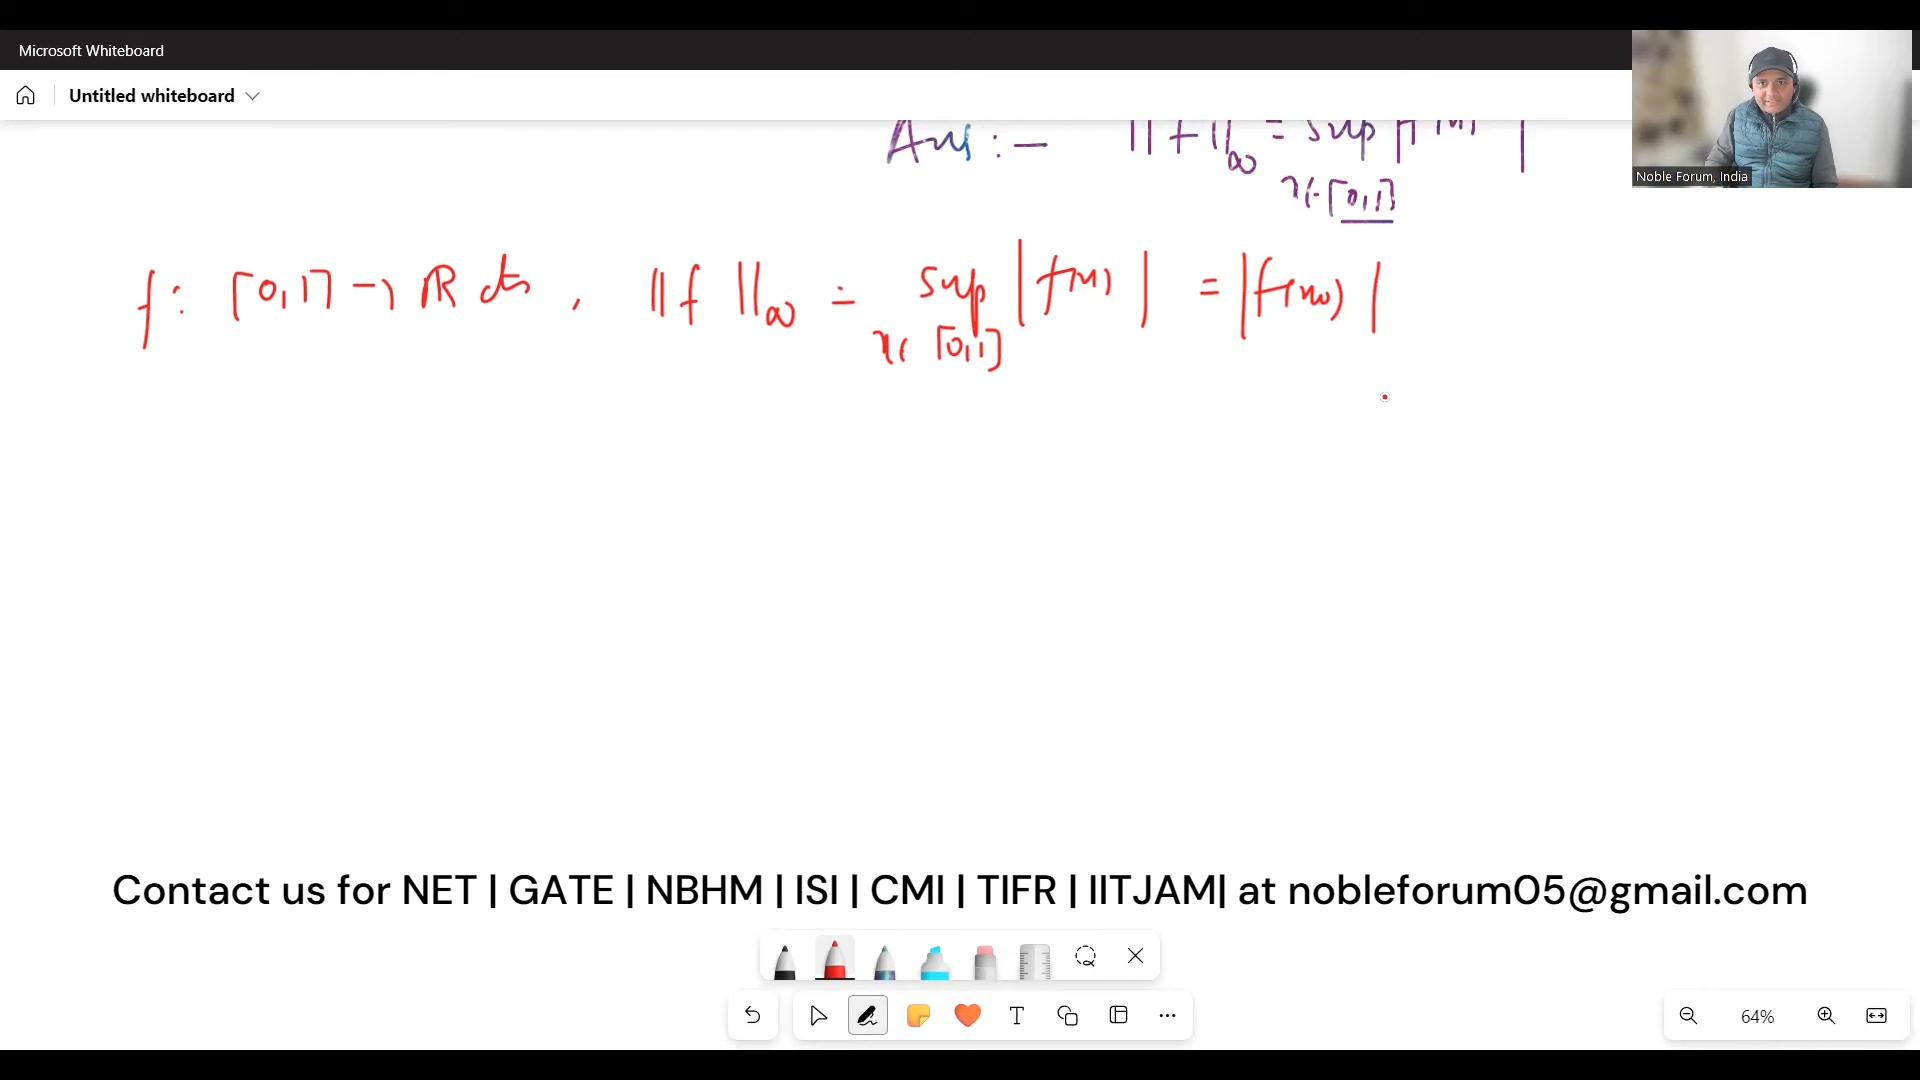 Microsoft Whiteboard
Untitled whiteboard
Noble Forum, India
Ans :- ||f||∞ = sup |f(x)|
x∈[0,1]
f: [0,1] → ℝ cts, ||f||∞ = sup |f(x)| = |f(x₀)|
x∈ [0,1]
Contact us for NET | GATE | NBHM | ISI | CMI | TIFR | IITJAM| at nobleforum05@gmail.com
64%